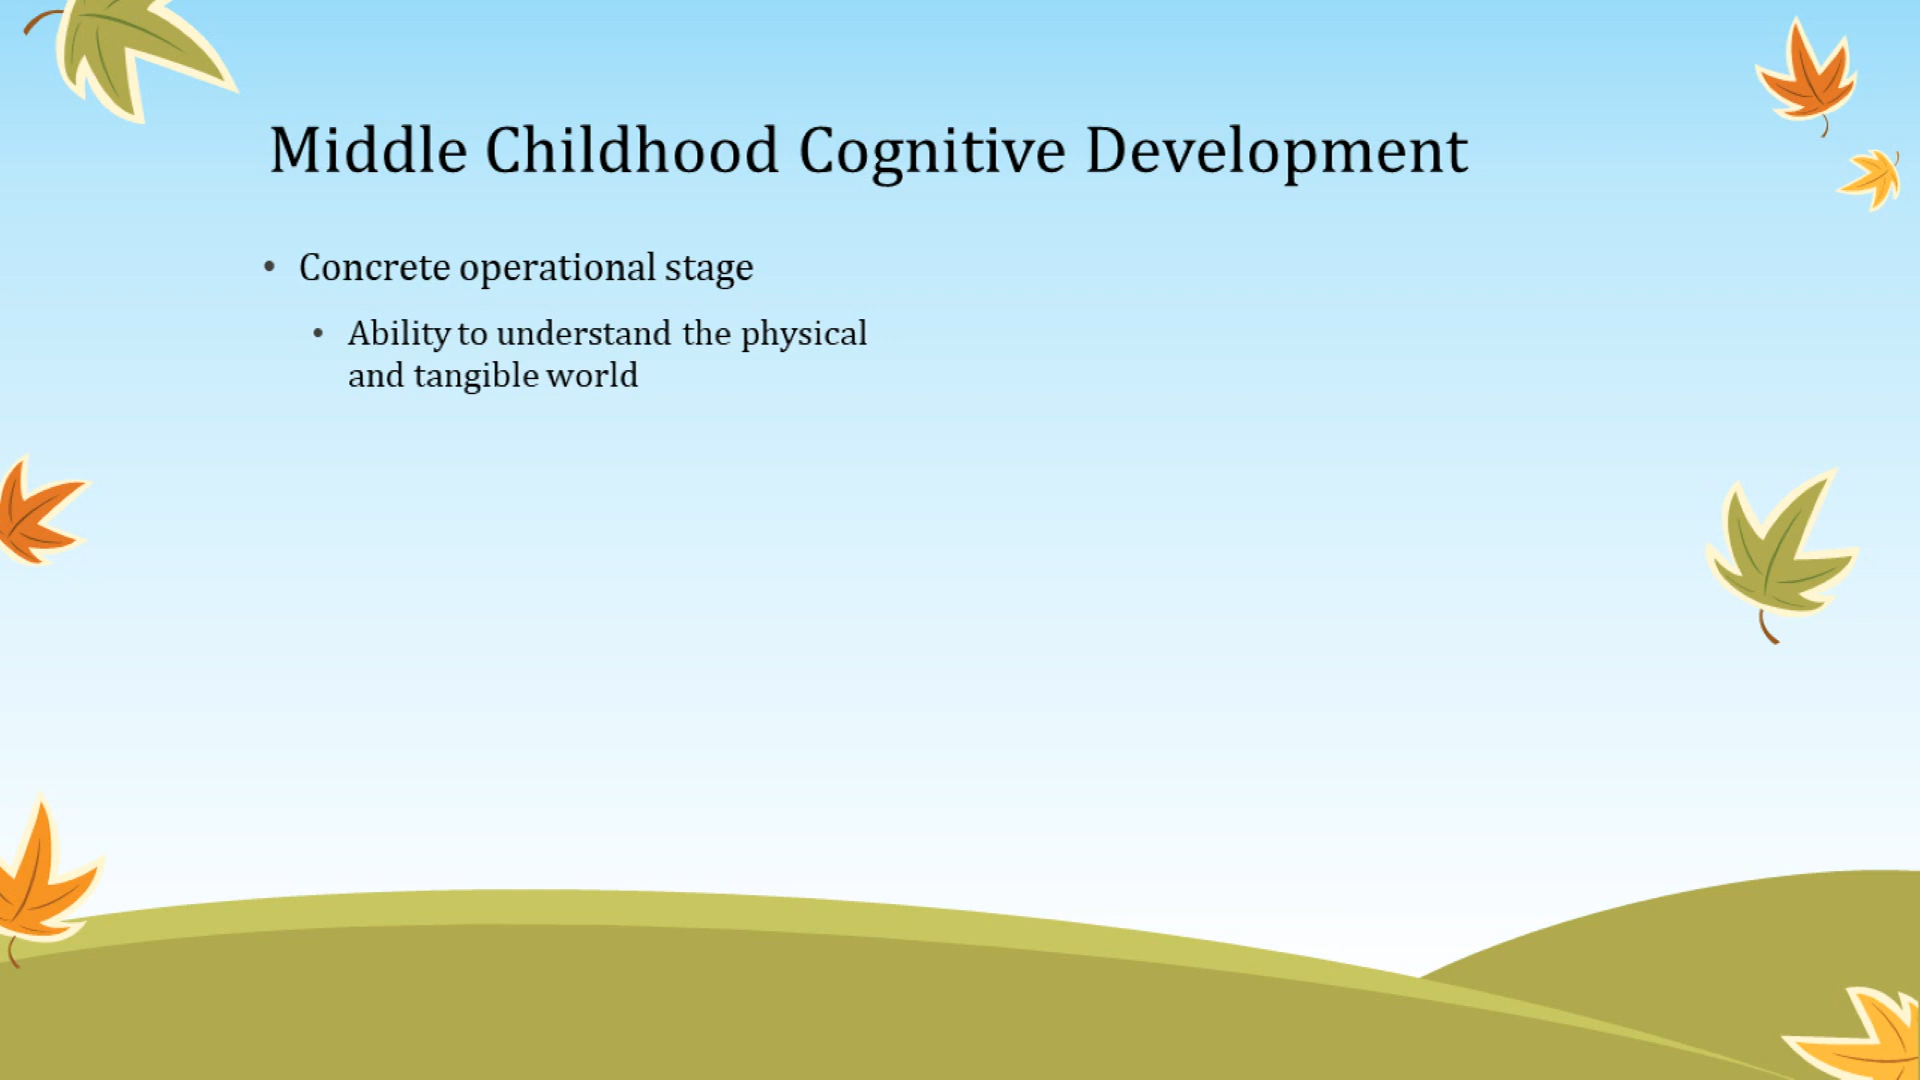 Middle Childhood Cognitive Development
• Concrete operational stage
• Ability to understand the physical
and tangible world